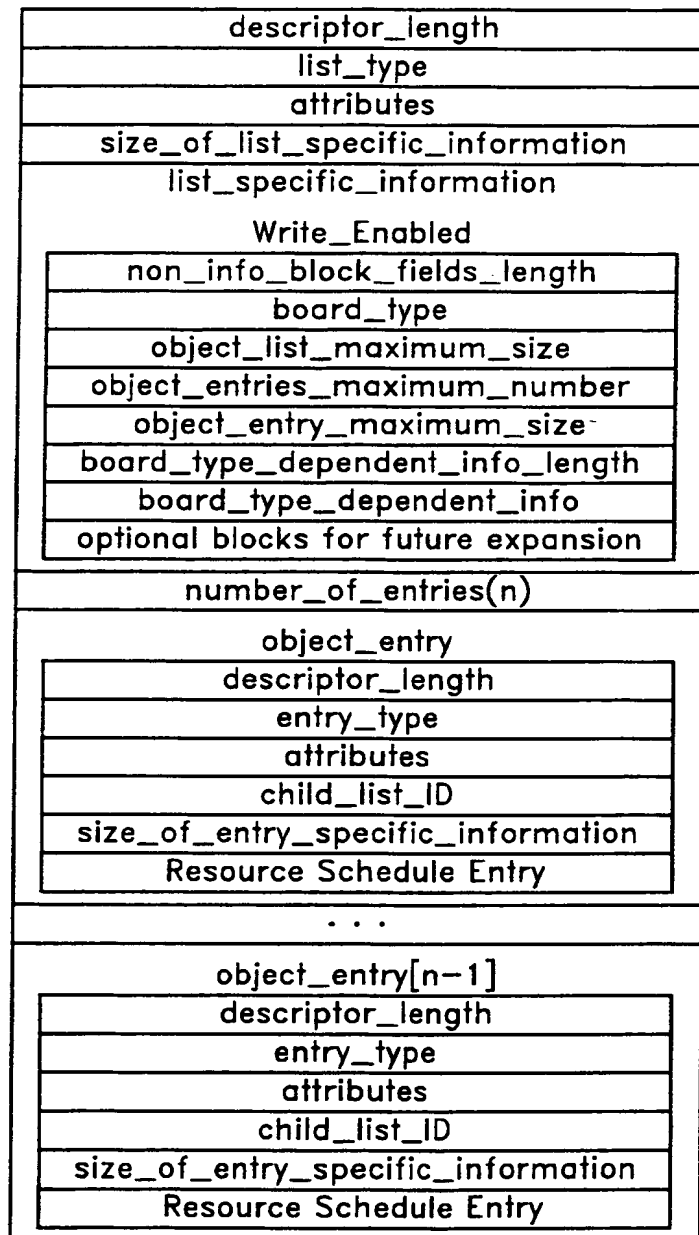 descriptor_length
list_type
attributes
size_of_list_specific_information
list_specific_information
Write_Enabled
non_info_block_fields_length
board_type
object_list_maximum_size
object_entries_maximum_number
object_entry_maximum_size
board_type_dependent_info_length
board_type_dependent_info
optional blocks for future expansion
number_of_entries(n)
object_entry
descriptor_length
entry_type
attributes
child_list_ID
size_of_entry_specific_information
Resource Schedule Entry
. . .
object_entry[n-1]
descriptor_length
entry_type
attributes
child_list_ID
size_of_entry_specific_information
Resource Schedule Entry